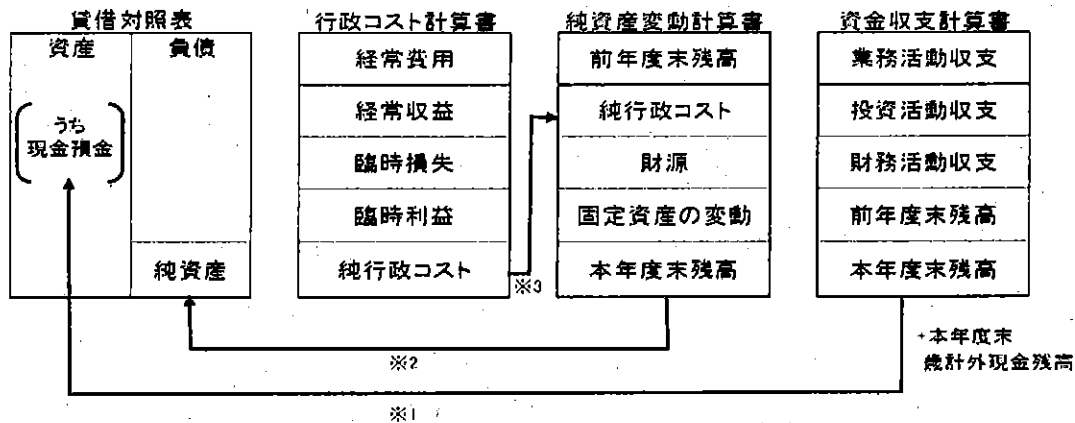 貸借対照表
資産
負債
うち
現金預金
純資産
行政コスト計算書
経常費用
経常収益
臨時損失
臨時利益
純行政コスト
純資産変動計算書
前年度末残高
純行政コスト
財源
固定資産の変動
本年度末残高
資金収支計算書
業務活動収支
投資活動収支
財務活動収支
前年度末残高
本年度末残高
※3
※2
※1
+本年度末
歳計外現金残高